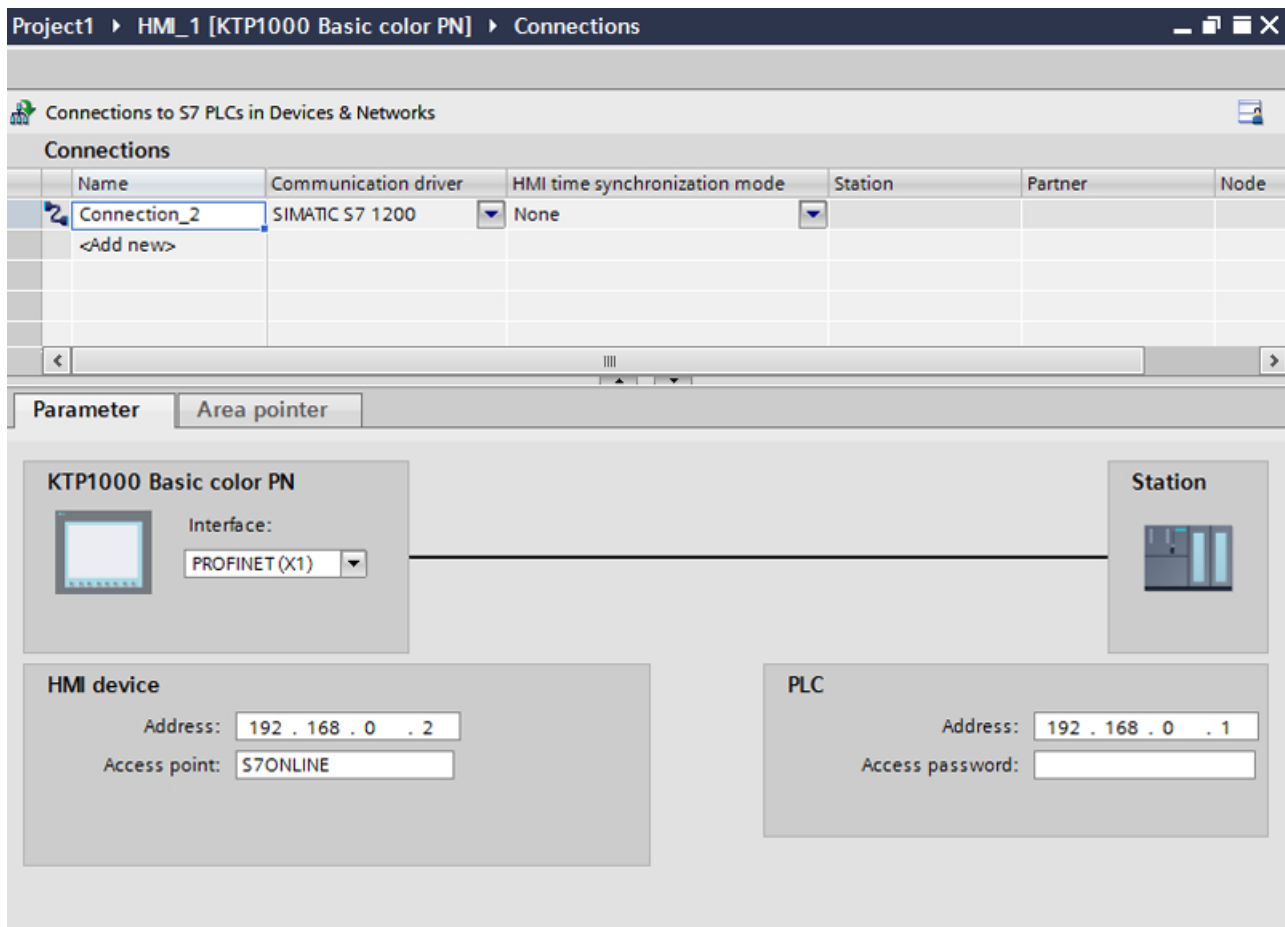 Project1 ▸ HMI_1 [KTP1000 Basic color PN] ▸ Connections
Connections to S7 PLCs in Devices & Networks
Connections
Name Communication driver HMI time synchronization mode Station Partner Node
Connection_2 SIMATIC S7 1200 None
<Add new>
Parameter Area pointer
KTP1000 Basic color PN
Interface:
PROFINET (X1)
Station
HMI device
Address: 192 . 168 . 0 . 2
Access point: S7ONLINE
PLC
Address: 192 . 168 . 0 . 1
Access password: